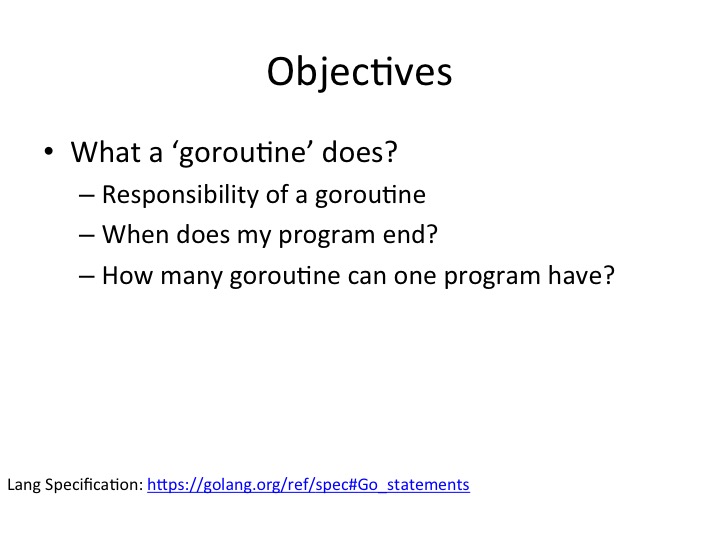 Objectives
• What a ‘goroutine’ does?
– Responsibility of a goroutine
– When does my program end?
– How many goroutine can one program have?
Lang Specification: https://golang.org/ref/spec#Go_statements